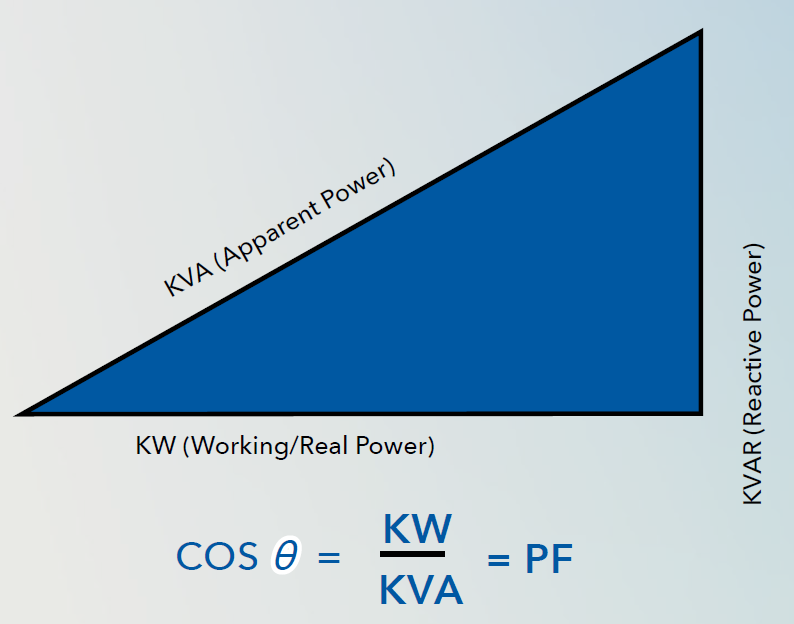 KVA (Apparent Power)
KVAR (Reactive Power)
KW (Working/Real Power)
COS θ = KW / KVA = PF